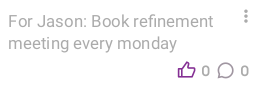 For Jason: Book refinement
meeting every monday
0 0